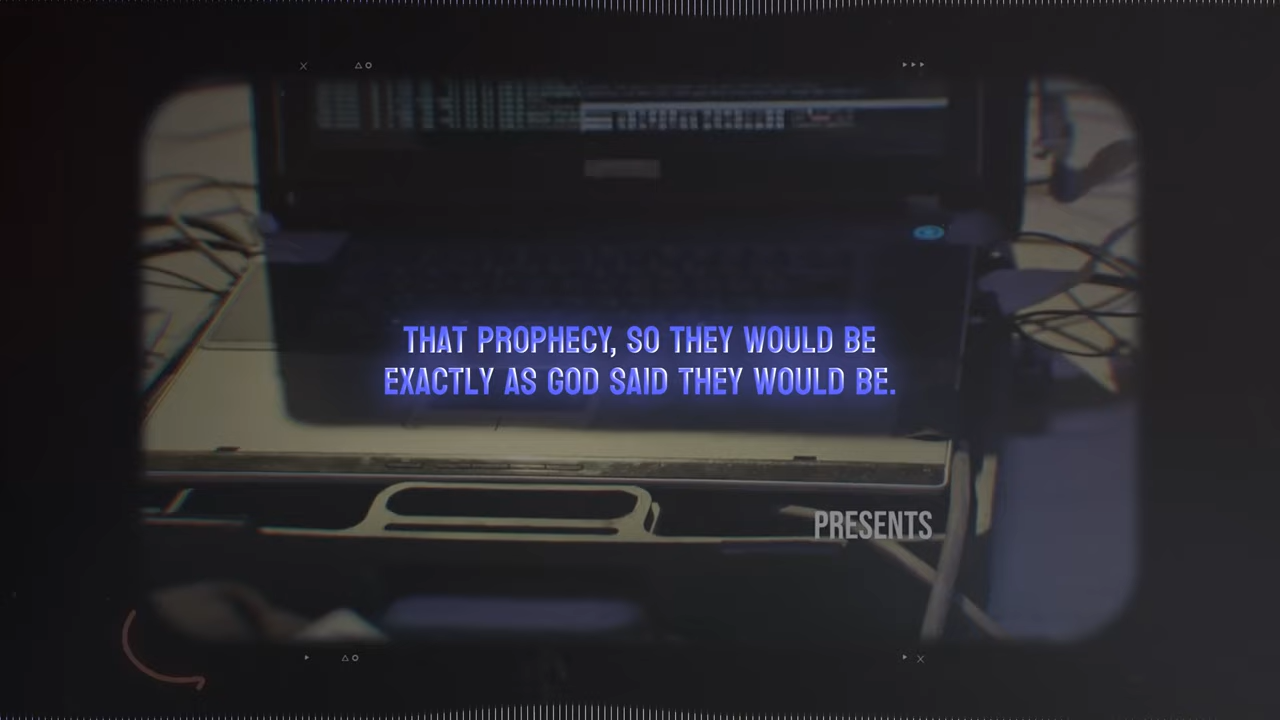 THAT PROPHECY, SO THEY WOULD BE
EXACTLY AS GOD SAID THEY WOULD BE.
PRESENTS